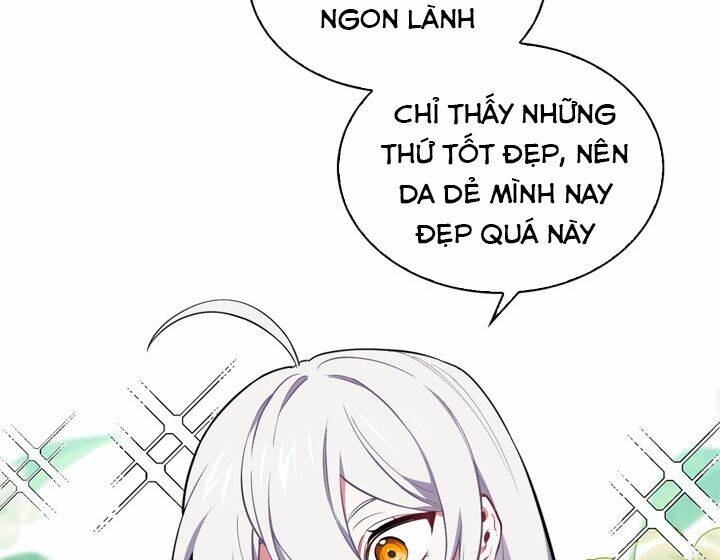 NGON LÀNH
CHỈ THẤY NHỮNG
THỨ TỐT ĐẸP, NÊN
DA DẺ MÌNH NAY
ĐẸP QUÁ NÀY